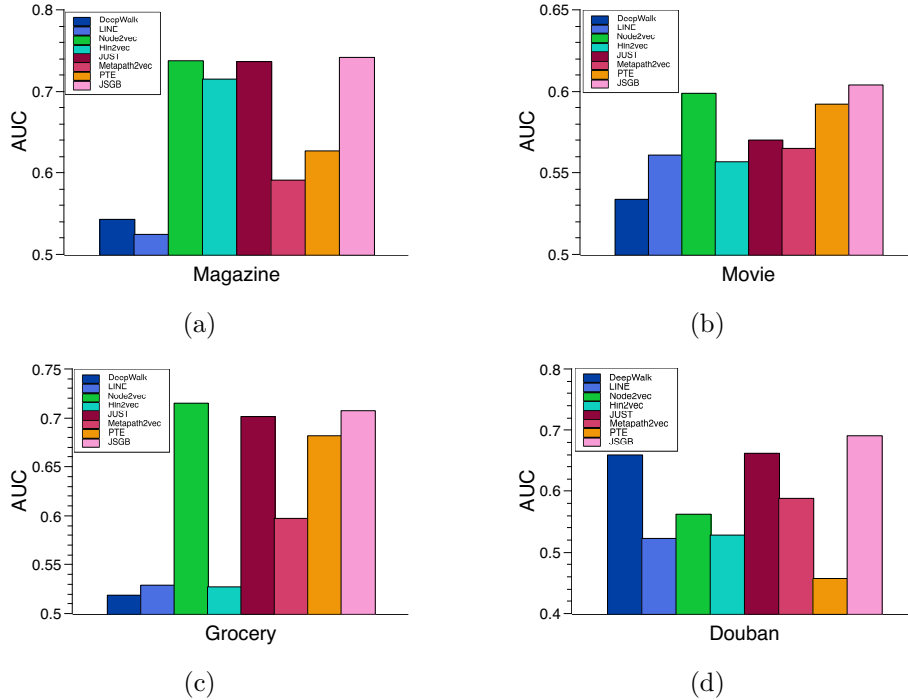 0.8
0.7
0.6
0.5
AUC
DeepWalk
LINE
Node2vec
Hin2vec
JUST
Metapath2vec
PTE
JSGB
Magazine
(a)
0.65
0.6
0.55
0.5
AUC
DeepWalk
LINE
Node2vec
Hin2vec
JUST
Metapath2vec
PTE
JSGB
Movie
(b)
0.75
0.7
0.65
0.6
0.55
0.5
AUC
DeepWalk
LINE
Node2vec
Hin2vec
JUST
Metapath2vec
PTE
JSGB
Grocery
(c)
0.8
0.7
0.6
0.5
0.4
AUC
DeepWalk
LINE
Node2vec
Hin2vec
JUST
Metapath2vec
PTE
JSGB
Douban
(d)